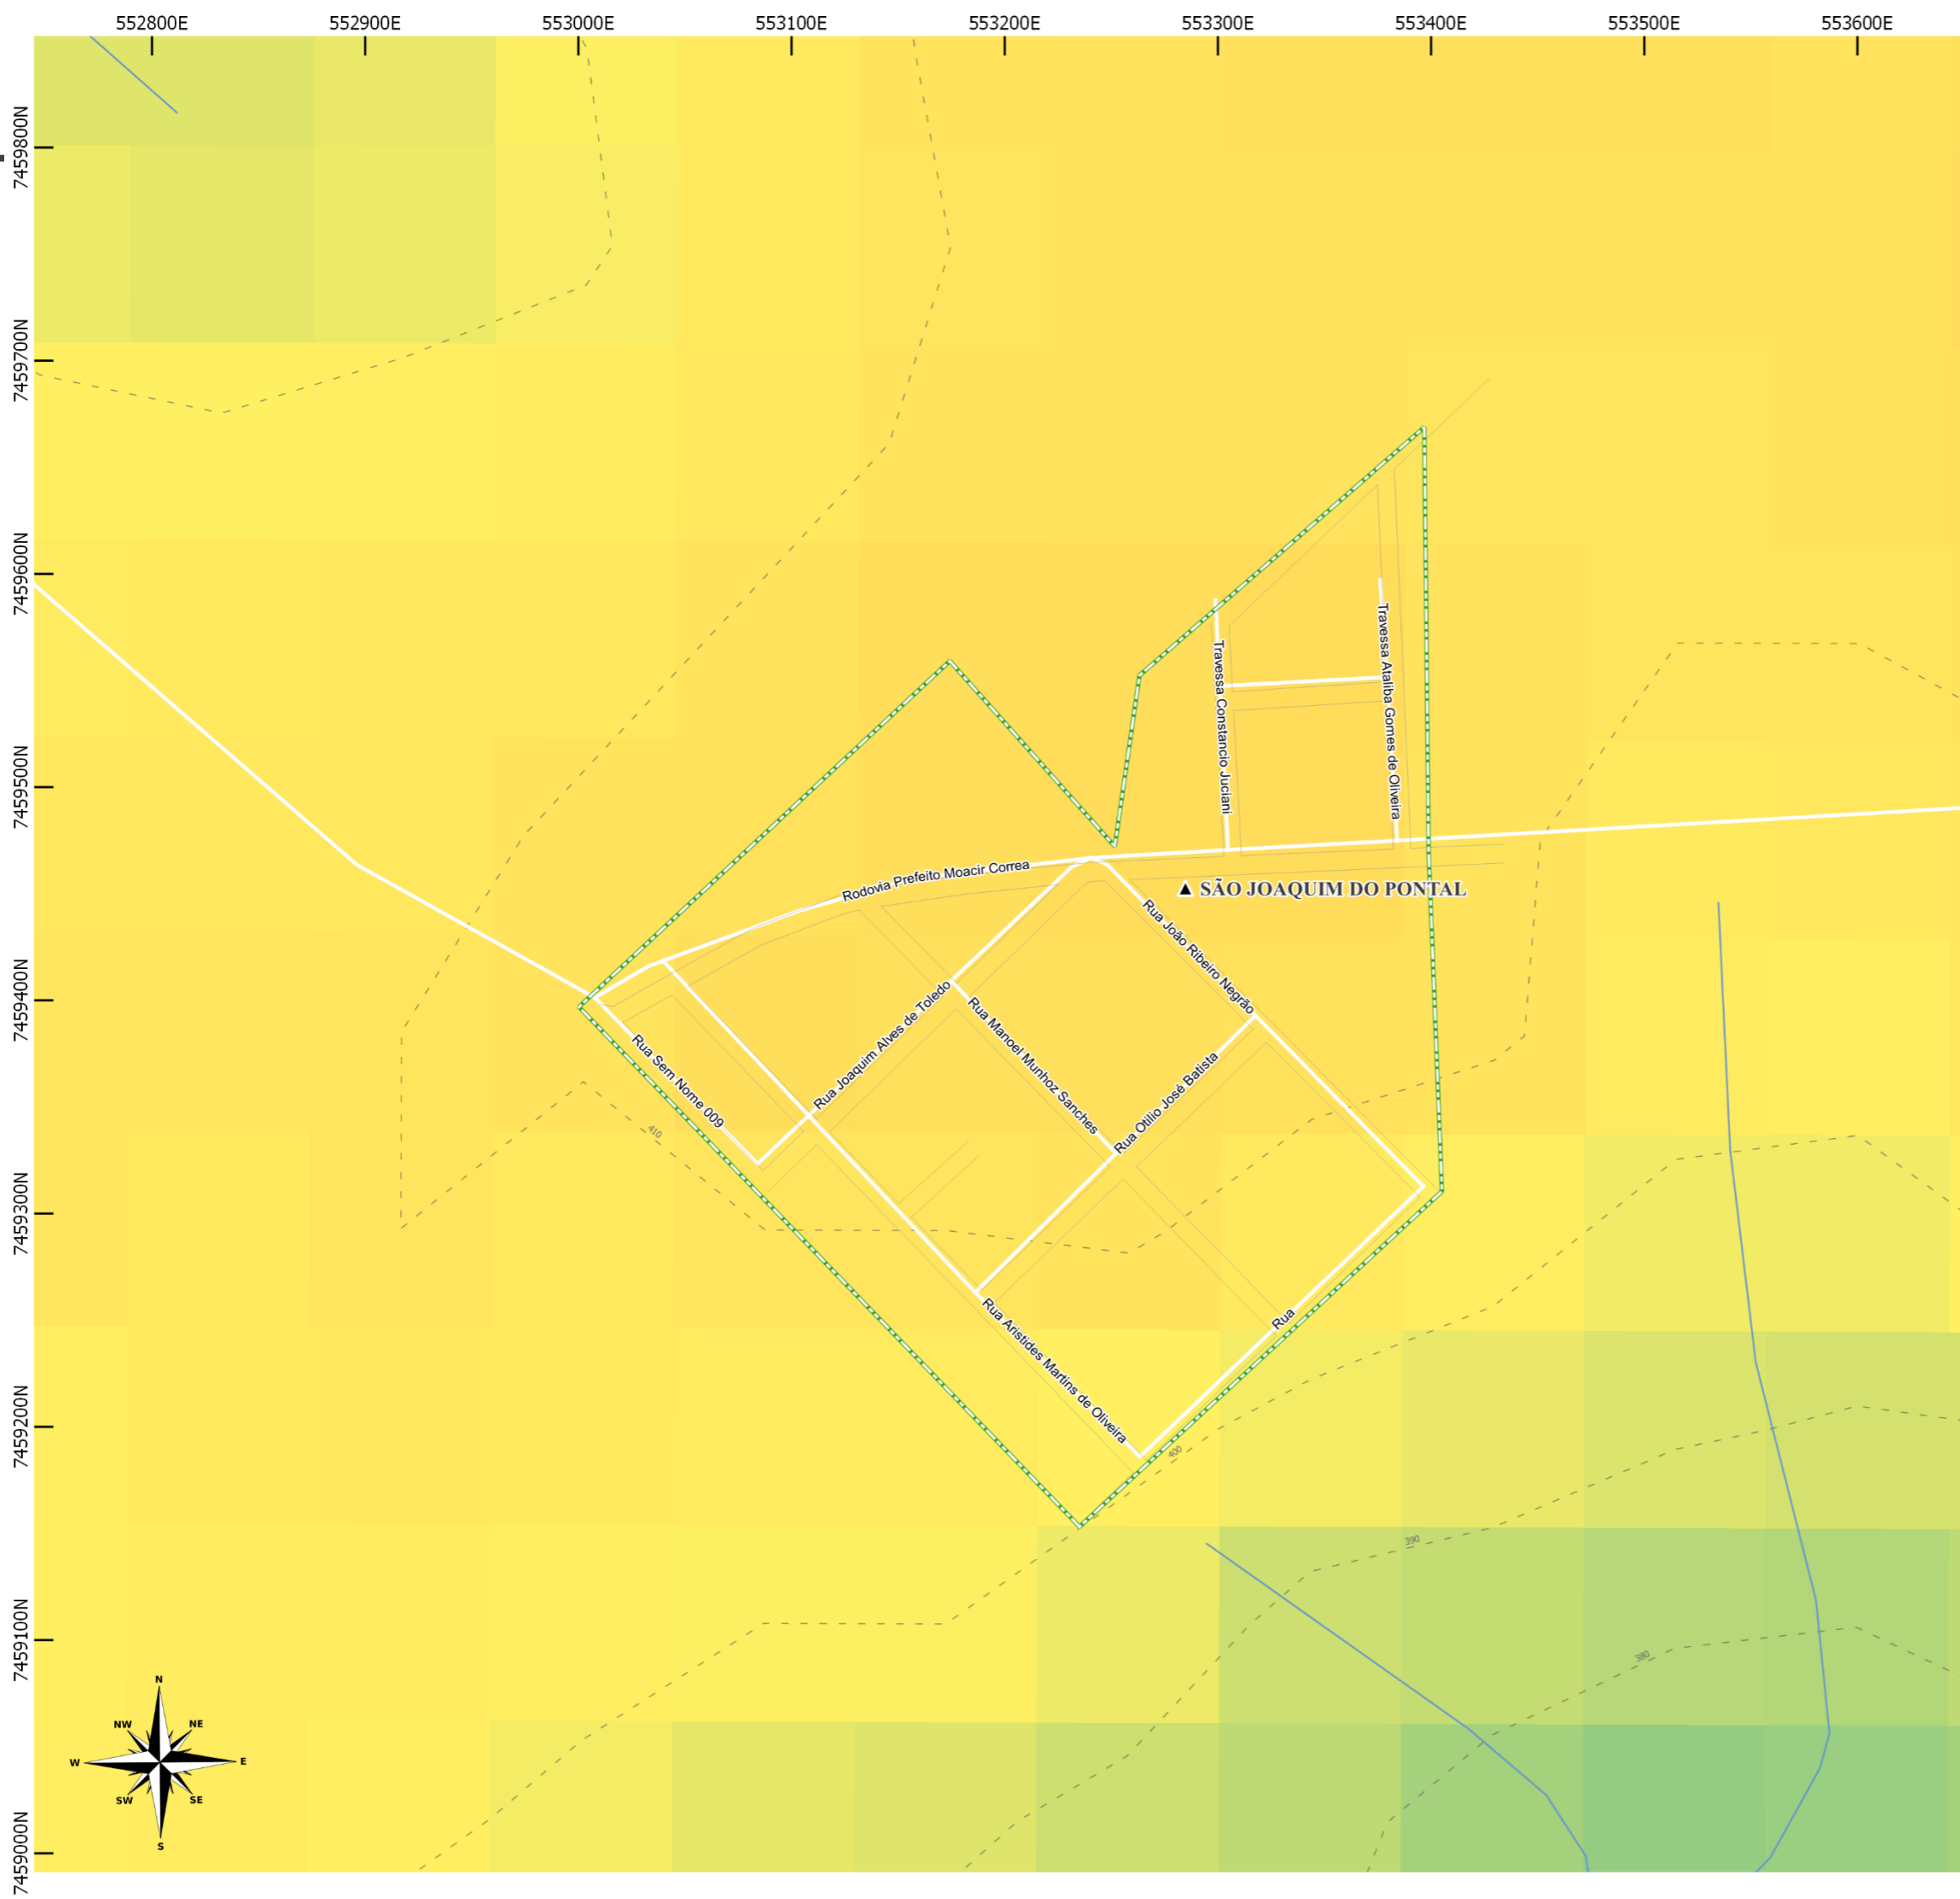 552800E
552900E
553000E
553100E
553200E
553300E
553400E
553500E
553600E
7459800N
7459700N
7459600N
7459500N
7459400N
7459300N
7459200N
7459100N
7459000N
Travessa Ataliba Gomes de Oliveira
Travessa Constancio Juciani
Rodovia Prefeito Moacir Correa
SÃO JOAQUIM DO PONTAL
Rua João Ribeiro Negrão
Rua Joaquim Alves de Toledo
Rua Manoel Munhoz Sanches
Rua Sem Nome 009
Rua Otilio José Batista
410
Rua Aristides Martins de Oliveira
Rua
400
390
380
N
NW
NE
W
E
SW
SE
S